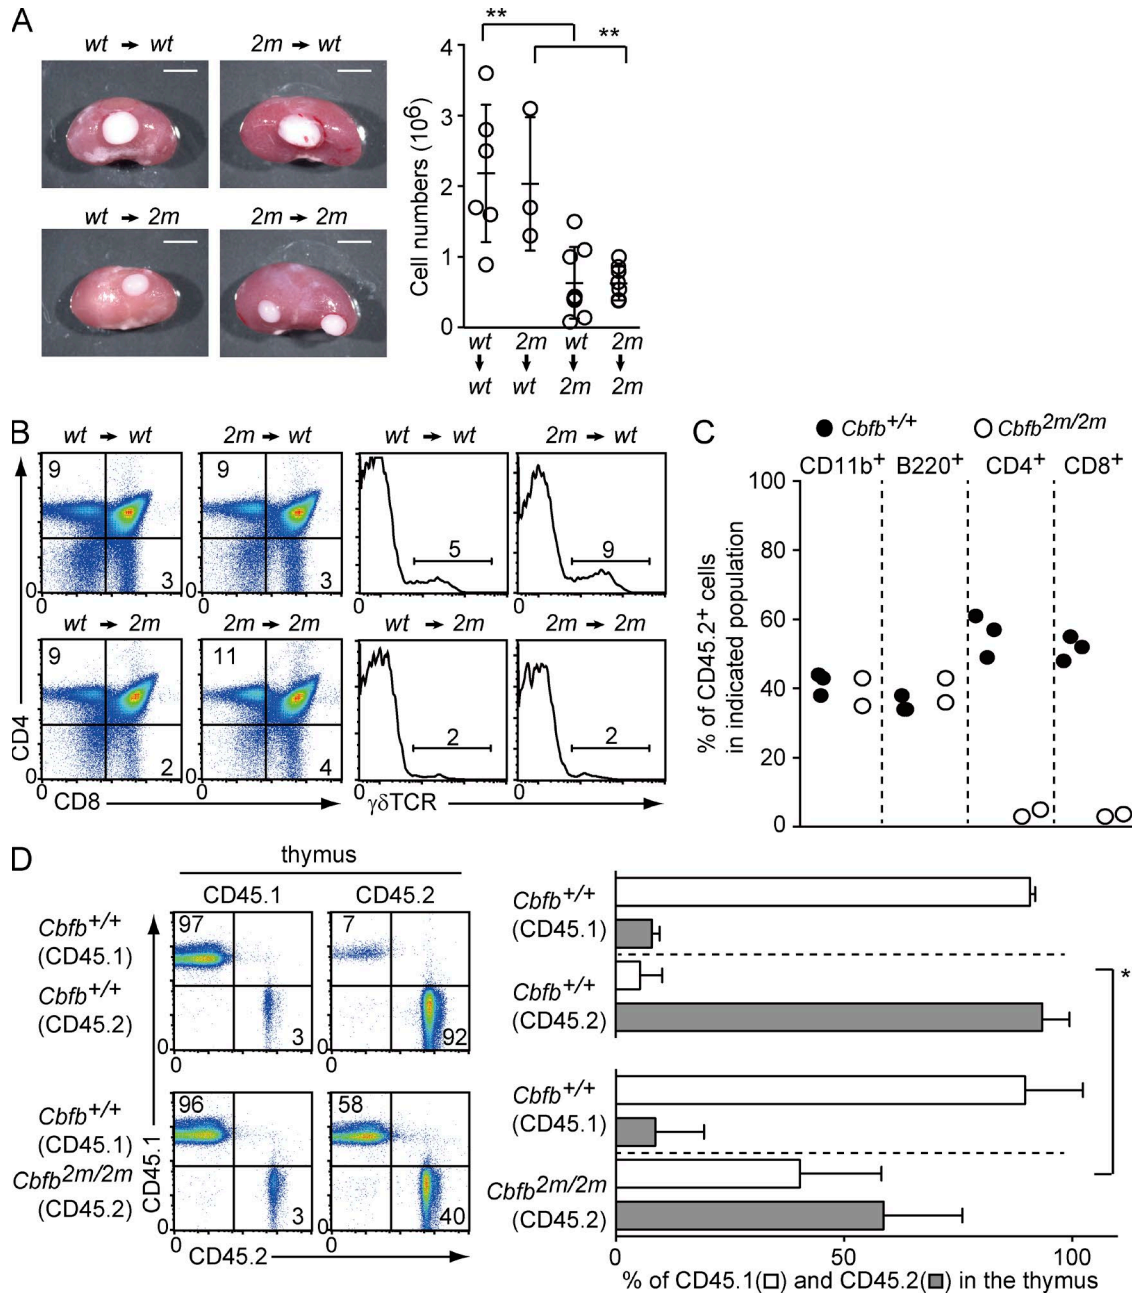 A
wt → wt
2m → wt
wt → 2m
2m → 2m
**
**
Cell numbers (10⁶)
4
3
2
1
0
wt 2m wt 2m
↓ ↓ ↓ ↓
wt wt 2m 2m
B
wt → wt
2m → wt
wt → wt
2m → wt
9
3
9
3
5
9
0
0
0
0
0
wt → 2m
2m → 2m
wt → 2m
2m → 2m
9
2
11
4
2
2
0
0
0
0
0
CD4
CD8
γδTCR
C
● Cbfb+/+ ○ Cbfb2m/2m
CD11b+ B220+ CD4+ CD8+
% of CD45.2+ cells
in indicated population
100
80
60
40
20
0
D
thymus
CD45.1 CD45.2
Cbfb+/+
(CD45.1)
Cbfb+/+
(CD45.2)
97
3
7
92
0
0
0
Cbfb+/+
(CD45.1)
Cbfb2m/2m
(CD45.2)
96
3
58
40
0
0
0
CD45.1
CD45.2
Cbfb+/+
(CD45.1)
Cbfb+/+
(CD45.2)
Cbfb+/+
(CD45.1)
Cbfb2m/2m
(CD45.2)
*
0 50 100
% of CD45.1(□) and CD45.2(■) in the thymus